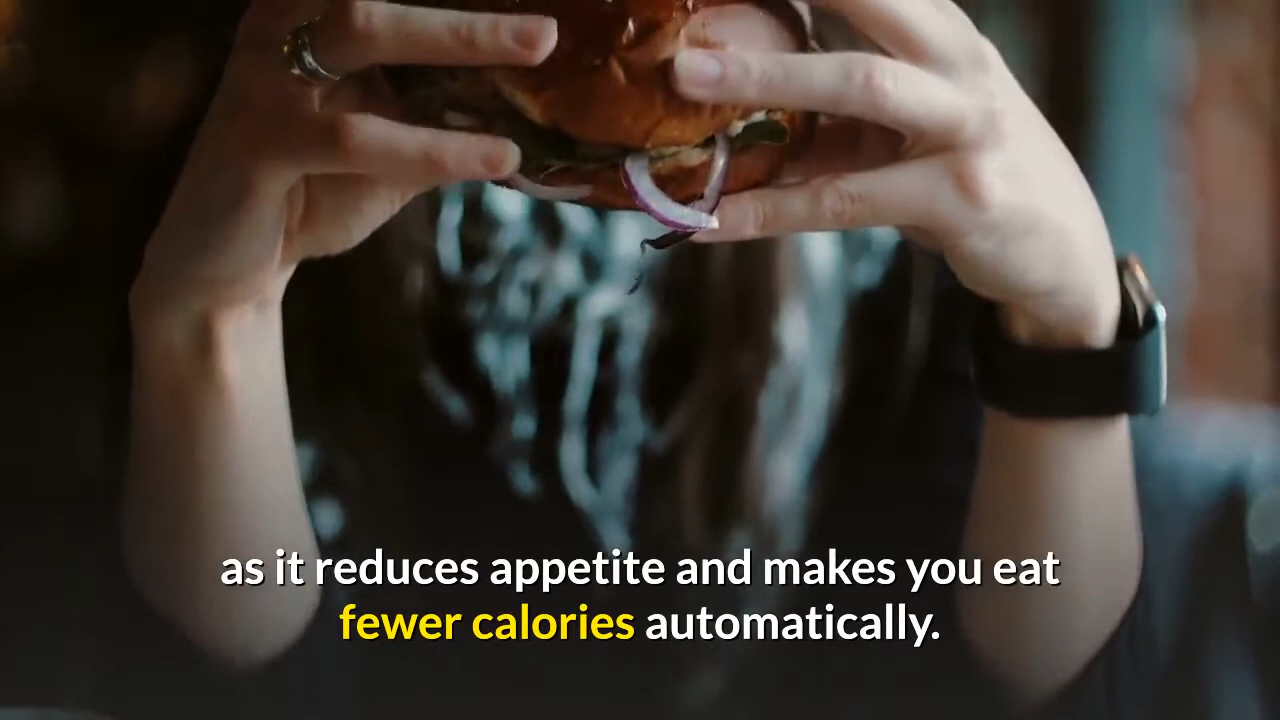 as it reduces appetite and makes you eat
fewer calories automatically.